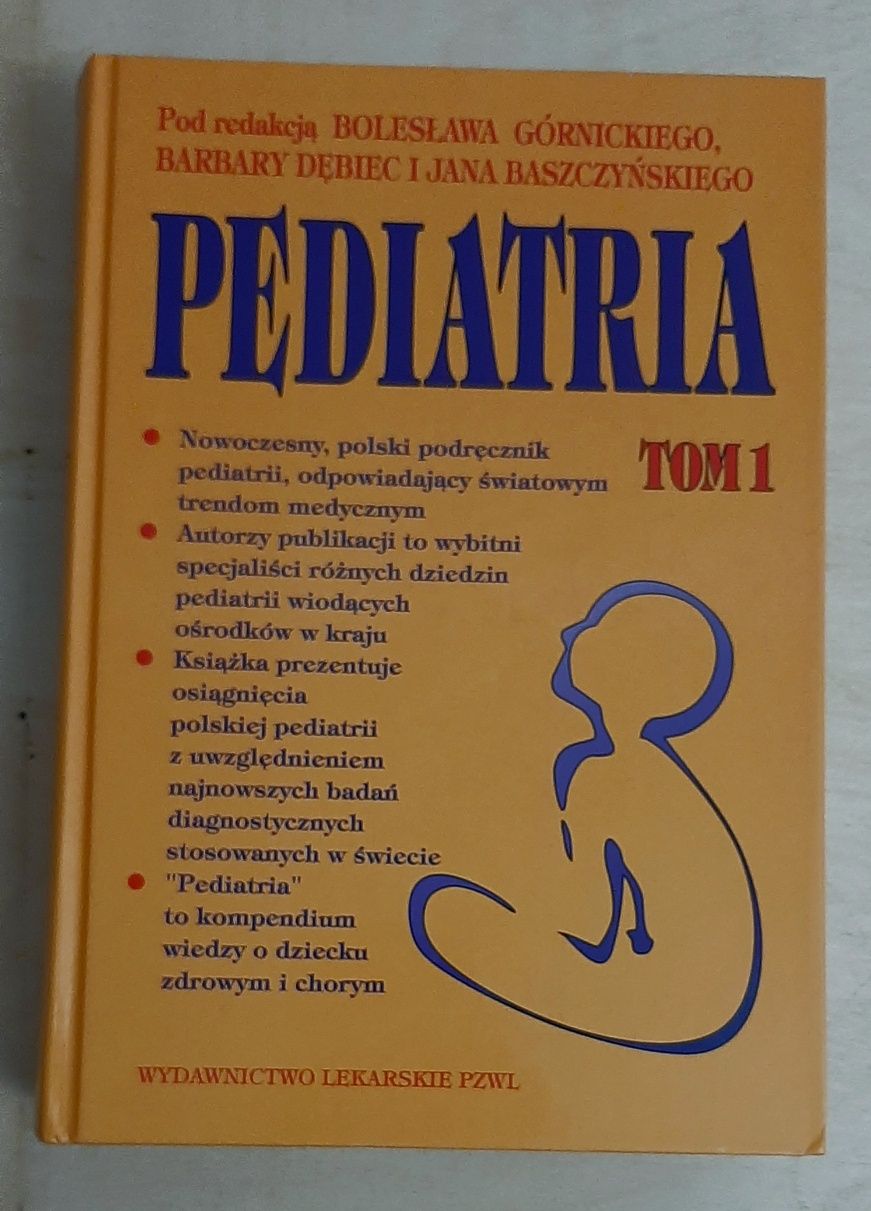 Pod redakcją BOLESŁAWA GÓRNICKIEGO,
BARBARY DĘBIEC I JANA BASZCZYŃSKIEGO
PEDIATRIA
TOM 1
• Nowoczesny, polski podręcznik
pediatrii, odpowiadający światowym
trendom medycznym
• Autorzy publikacji to wybitni
specjaliści różnych dziedzin
pediatrii wiodących
ośrodków w kraju
• Książka prezentuje
osiągnięcia
polskiej pediatrii
z uwzględnieniem
najnowszych badań
diagnostycznych
stosowanych w świecie
• "Pediatria"
to kompendium
wiedzy o dziecku
zdrowym i chorym
WYDAWNICTWO LEKARSKIE PZWL